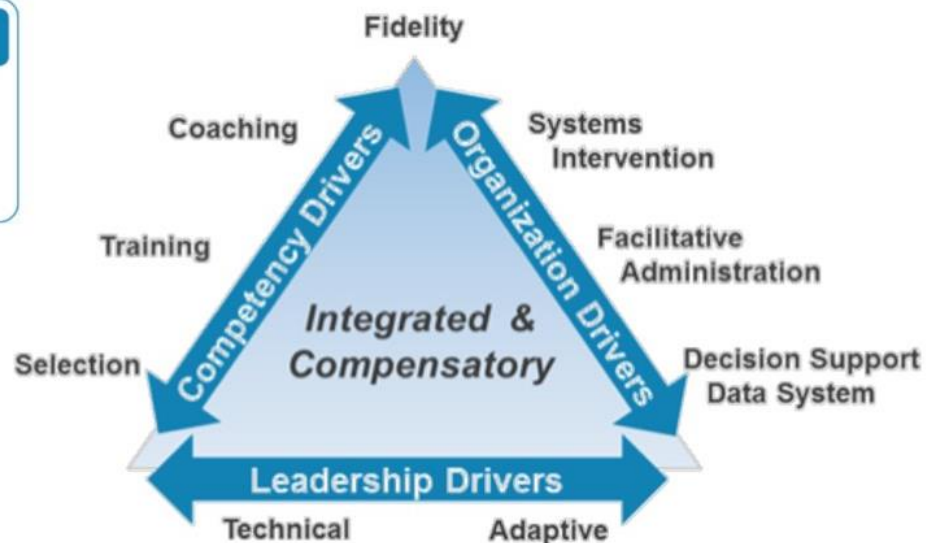 Fidelity
Coaching
Systems
Intervention
Competency Drivers
Organization Drivers
Training
Facilitative
Administration
Integrated &
Compensatory
Selection
Decision Support
Data System
Leadership Drivers
Technical
Adaptive